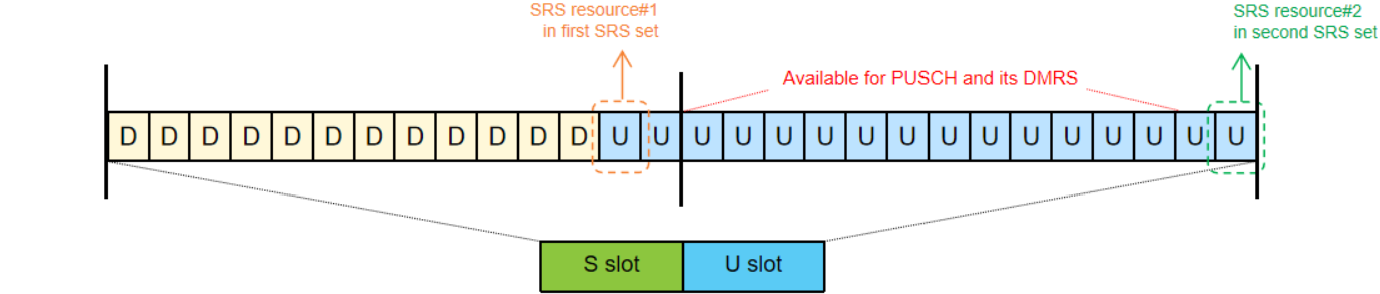 SRS resource#1
in first SRS set
SRS resource#2
in second SRS set
Available for PUSCH and its DMRS
D D D D D D D D D D D D U U U U U U U U U U U U U U U U
S slot U slot